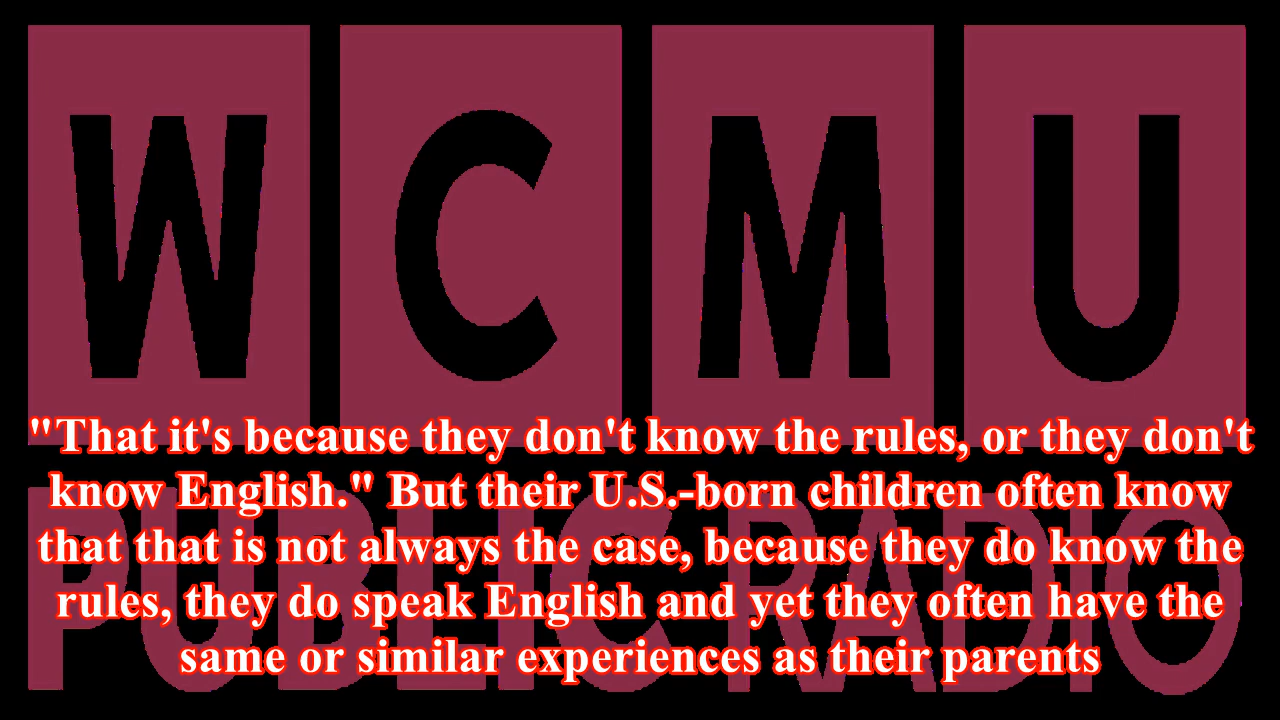 WCMU
PUBLIC RADIO
"That it's because they don't know the rules, or they don't
know English." But their U.S.-born children often know
that that is not always the case, because they do know the
rules, they do speak English and yet they often have the
same or similar experiences as their parents